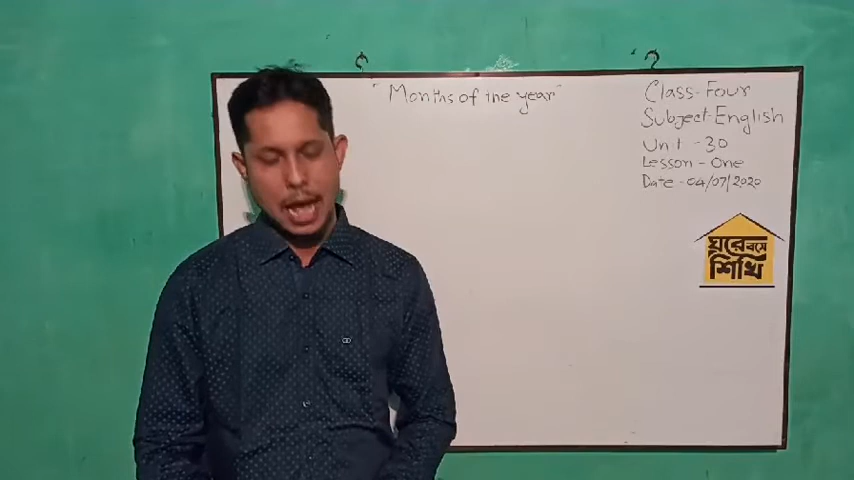 "Months of the year"
Class-Four
Subject-English
Unit - 30
Lesson - One
Date - 04/07/2020
ঘরে বসে
শিখি